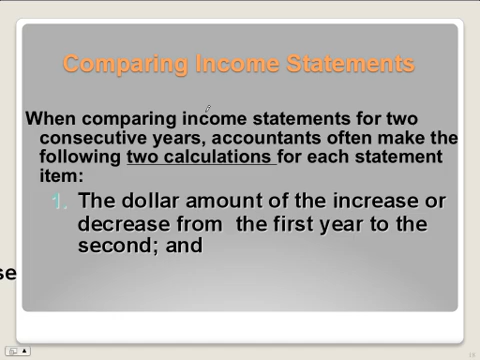 Comparing Income Statements
When comparing income statements for two
consecutive years, accountants often make the
following two calculations for each statement
item:
1. The dollar amount of the increase or
decrease from the first year to the
second; and
se
18